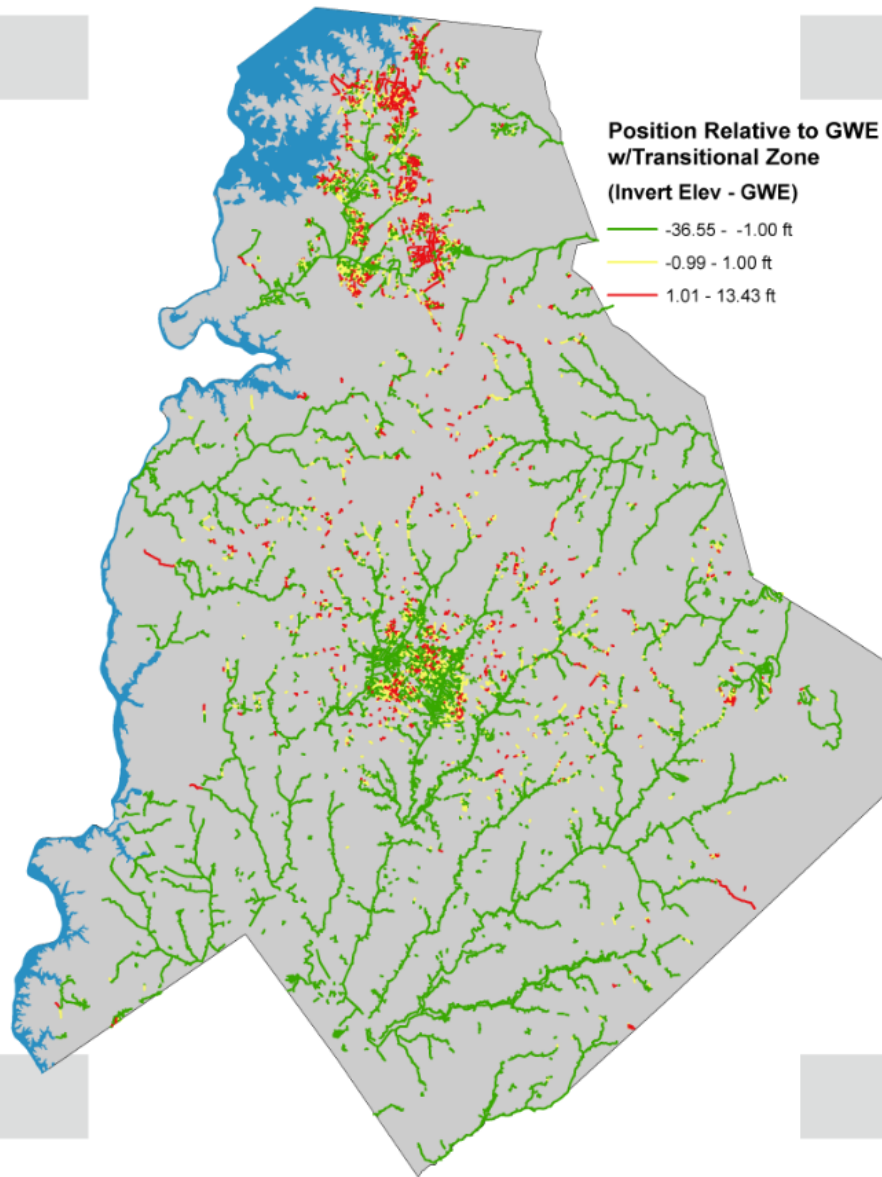 Position Relative to GWE
w/Transitional Zone
(Invert Elev - GWE)
-36.55 - -1.00 ft
-0.99 - 1.00 ft
1.01 - 13.43 ft